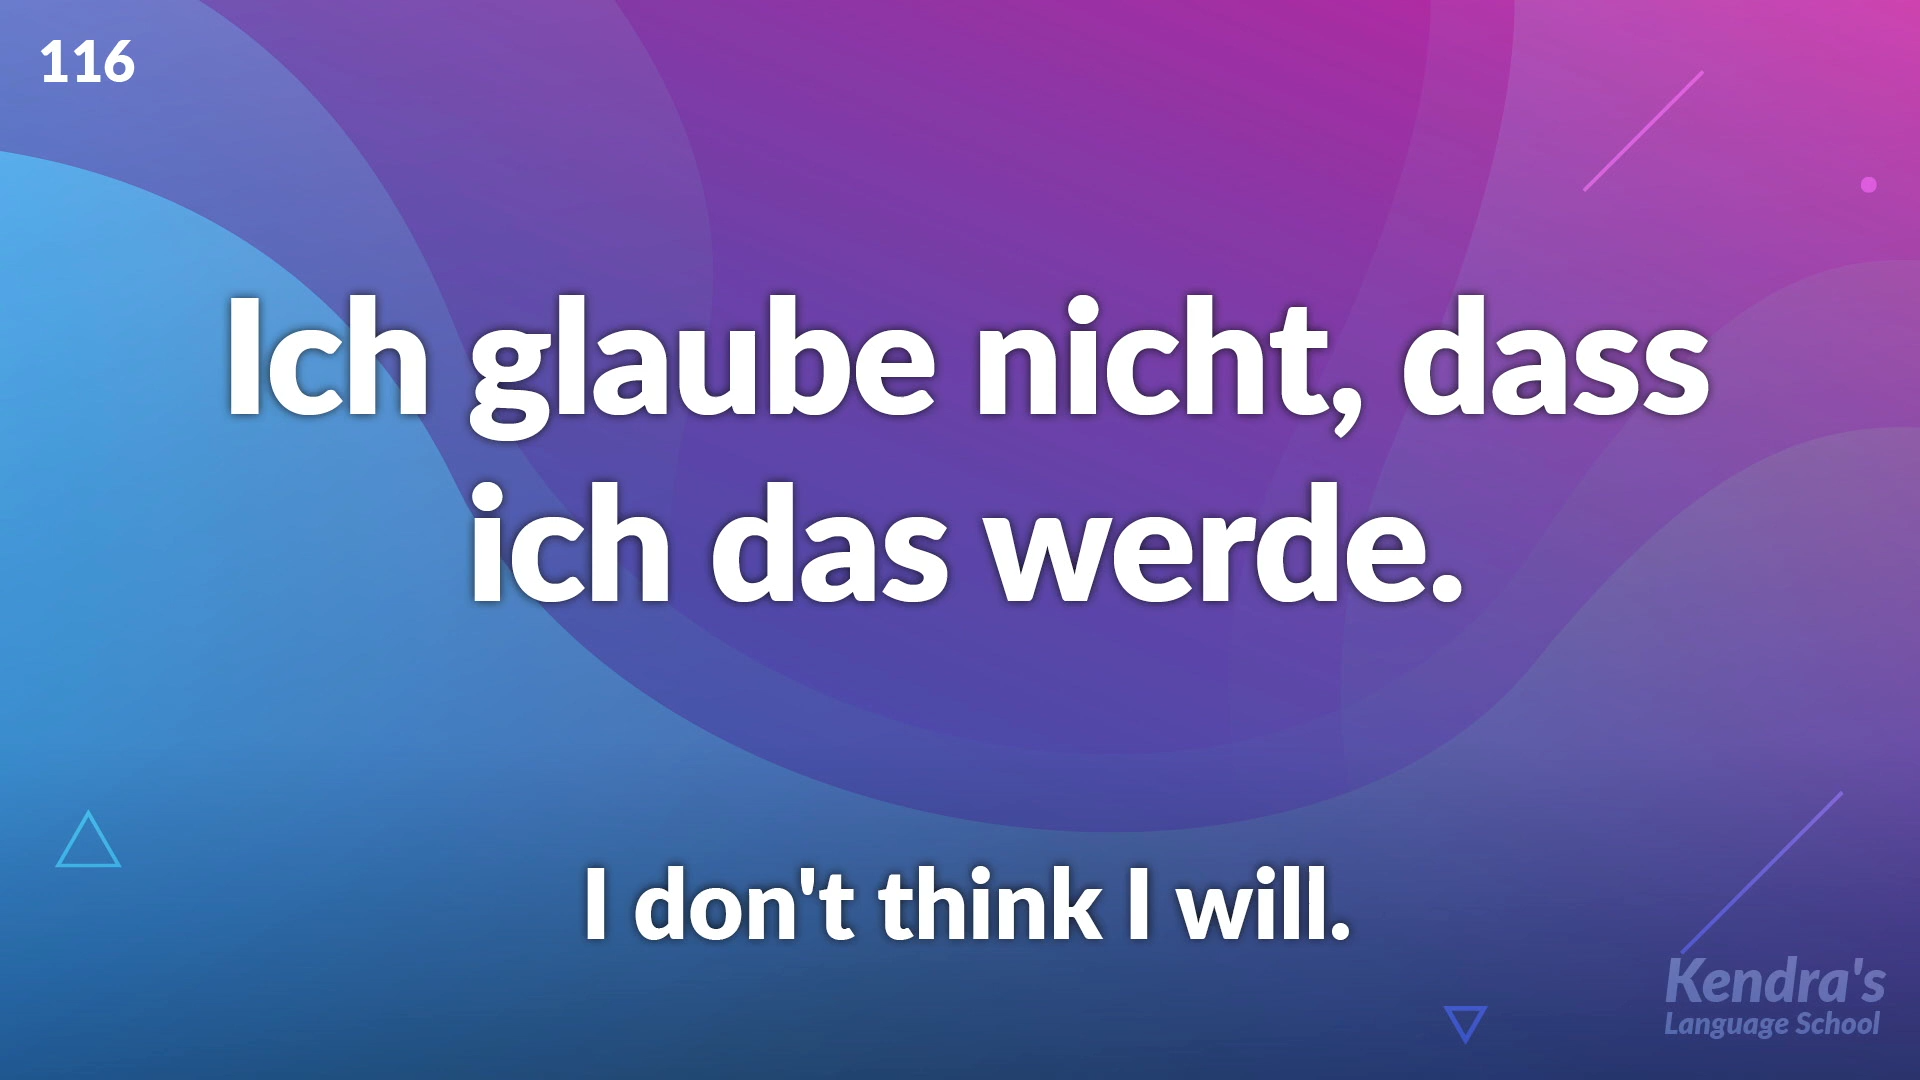 116
Ich glaube nicht, dass
ich das werde.
I don't think I will.
Kendra's
Language School